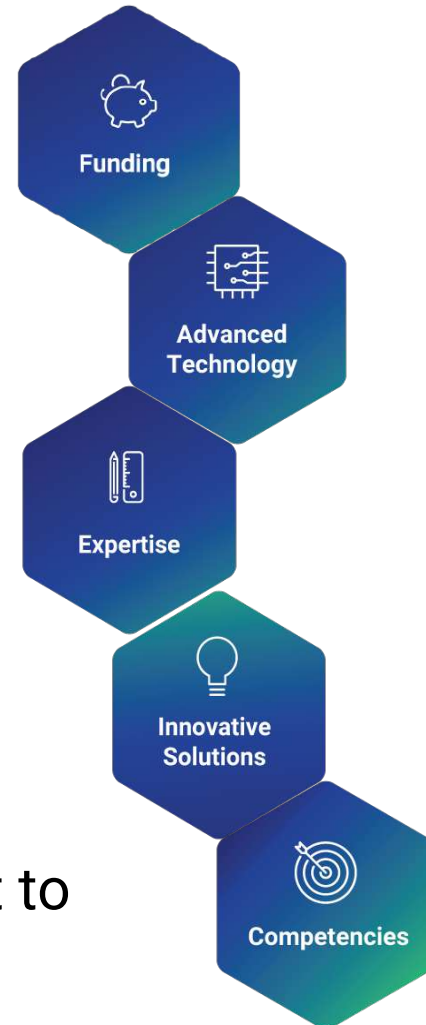 Funding
Advanced
Technology
Expertise
Innovative
Solutions
to
Competencies